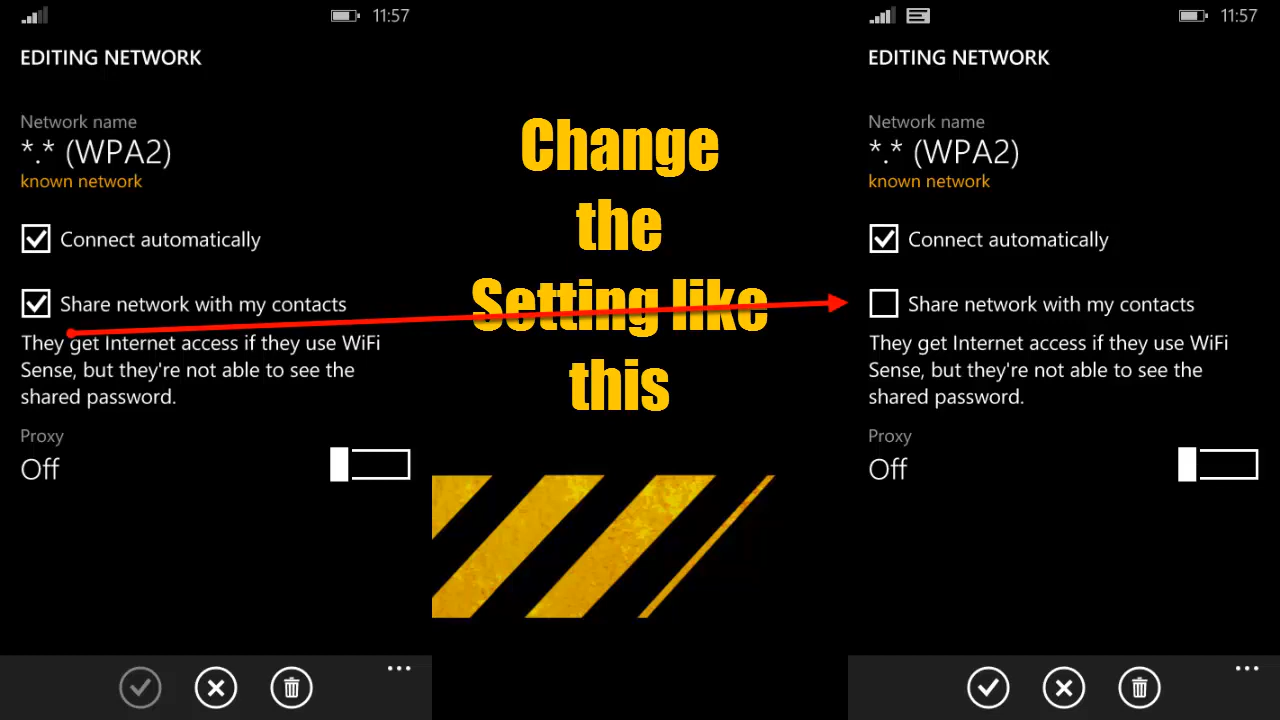 11:57
EDITING NETWORK
Network name
*.* (WPA2)
known network
Connect automatically
Share network with my contacts
They get Internet access if they use WiFi
Sense, but they're not able to see the
shared password.
Proxy
Off
Change
the
Setting like
this
11:57
EDITING NETWORK
Network name
*.* (WPA2)
known network
Connect automatically
Share network with my contacts
They get Internet access if they use WiFi
Sense, but they're not able to see the
shared password.
Proxy
Off